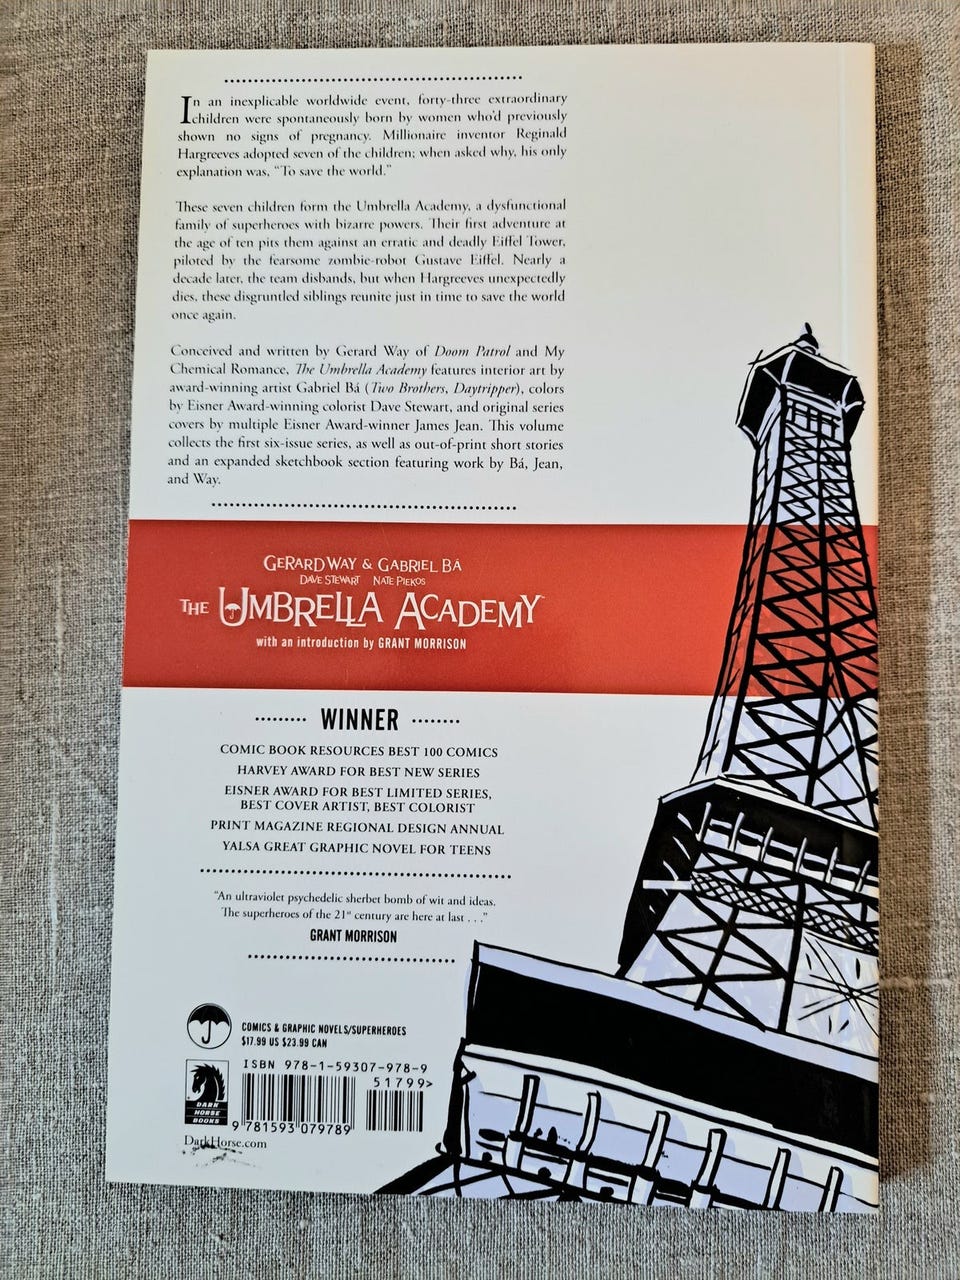 In an inexplicable worldwide event, forty-three extraordinary
children were spontaneously born by women who'd previously
shown no signs of pregnancy. Millionaire inventor Reginald
Hargreeves adopted seven of the children; when asked why, his only
explanation was, “To save the world.”
These seven children form the Umbrella Academy, a dysfunctional
family of superheroes with bizarre powers. Their first adventure at
the age of ten pits them against an erratic and deadly Eiffel Tower,
piloted by the fearsome zombie-robot Gustave Eiffel. Nearly a
decade later, the team disbands, but when Hargreeves unexpectedly
dies, these disgruntled siblings reunite just in time to save the world
once again.
Conceived and written by Gerard Way of Doom Patrol and My
Chemical Romance, The Umbrella Academy features interior art by
award-winning artist Gabriel Bá (Two Brothers, Daytripper), colors
by Eisner Award-winning colorist Dave Stewart, and original series
covers by multiple Eisner Award-winner James Jean. This volume
collects the first six-issue series, as well as out-of-print short stories
and an expanded sketchbook section featuring work by Bá, Jean,
and Way.
GERARD WAY & GABRIEL BÁ
DAVE STEWART NATE PIEKOS
THE UMBRELLA ACADEMY™
with an introduction by GRANT MORRISON
WINNER
COMIC BOOK RESOURCES BEST 100 COMICS
HARVEY AWARD FOR BEST NEW SERIES
EISNER AWARD FOR BEST LIMITED SERIES,
BEST COVER ARTIST, BEST COLORIST
PRINT MAGAZINE REGIONAL DESIGN ANNUAL
YALSA GREAT GRAPHIC NOVEL FOR TEENS
“An ultraviolet psychedelic sherbet bomb of wit and ideas.
The superheroes of the 21st century are here at last . . .”
GRANT MORRISON
COMICS & GRAPHIC NOVELS/SUPERHEROES
$17.99 US $23.99 CAN
ISBN 978-1-59307-978-9
51799>
9 781593 079789
DARK
HORSE
BOOKS
DarkHorse.com